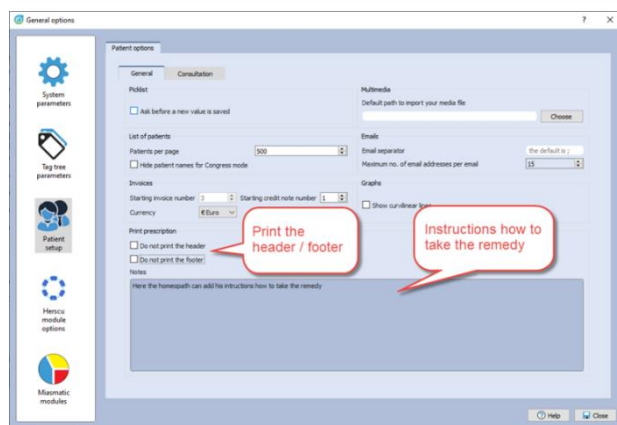 General options
? X
System
parameters
Tag tree
parameters
Patient
setup
Herscu
module
options
Miasmatic
modules
Patient options
General Consultation
Picklist
Ask before a new value is saved
Multimedia
Default path to import your media file
Choose
List of patients
Patients per page 500
Hide patient names for Congress mode
Emails
Email separator the default is ;
Maximum no. of email addresses per email 15
Invoices
Starting invoice number 3 Starting credit note number 1
Currency € Euro
Graphs
Show curvilinear lines
Print prescription
Do not print the header
Do not print the footer
Print the
header / footer
Instructions how to
take the remedy
Notes
Here the homeopath can add his intructions how to take the remedy
Help Close